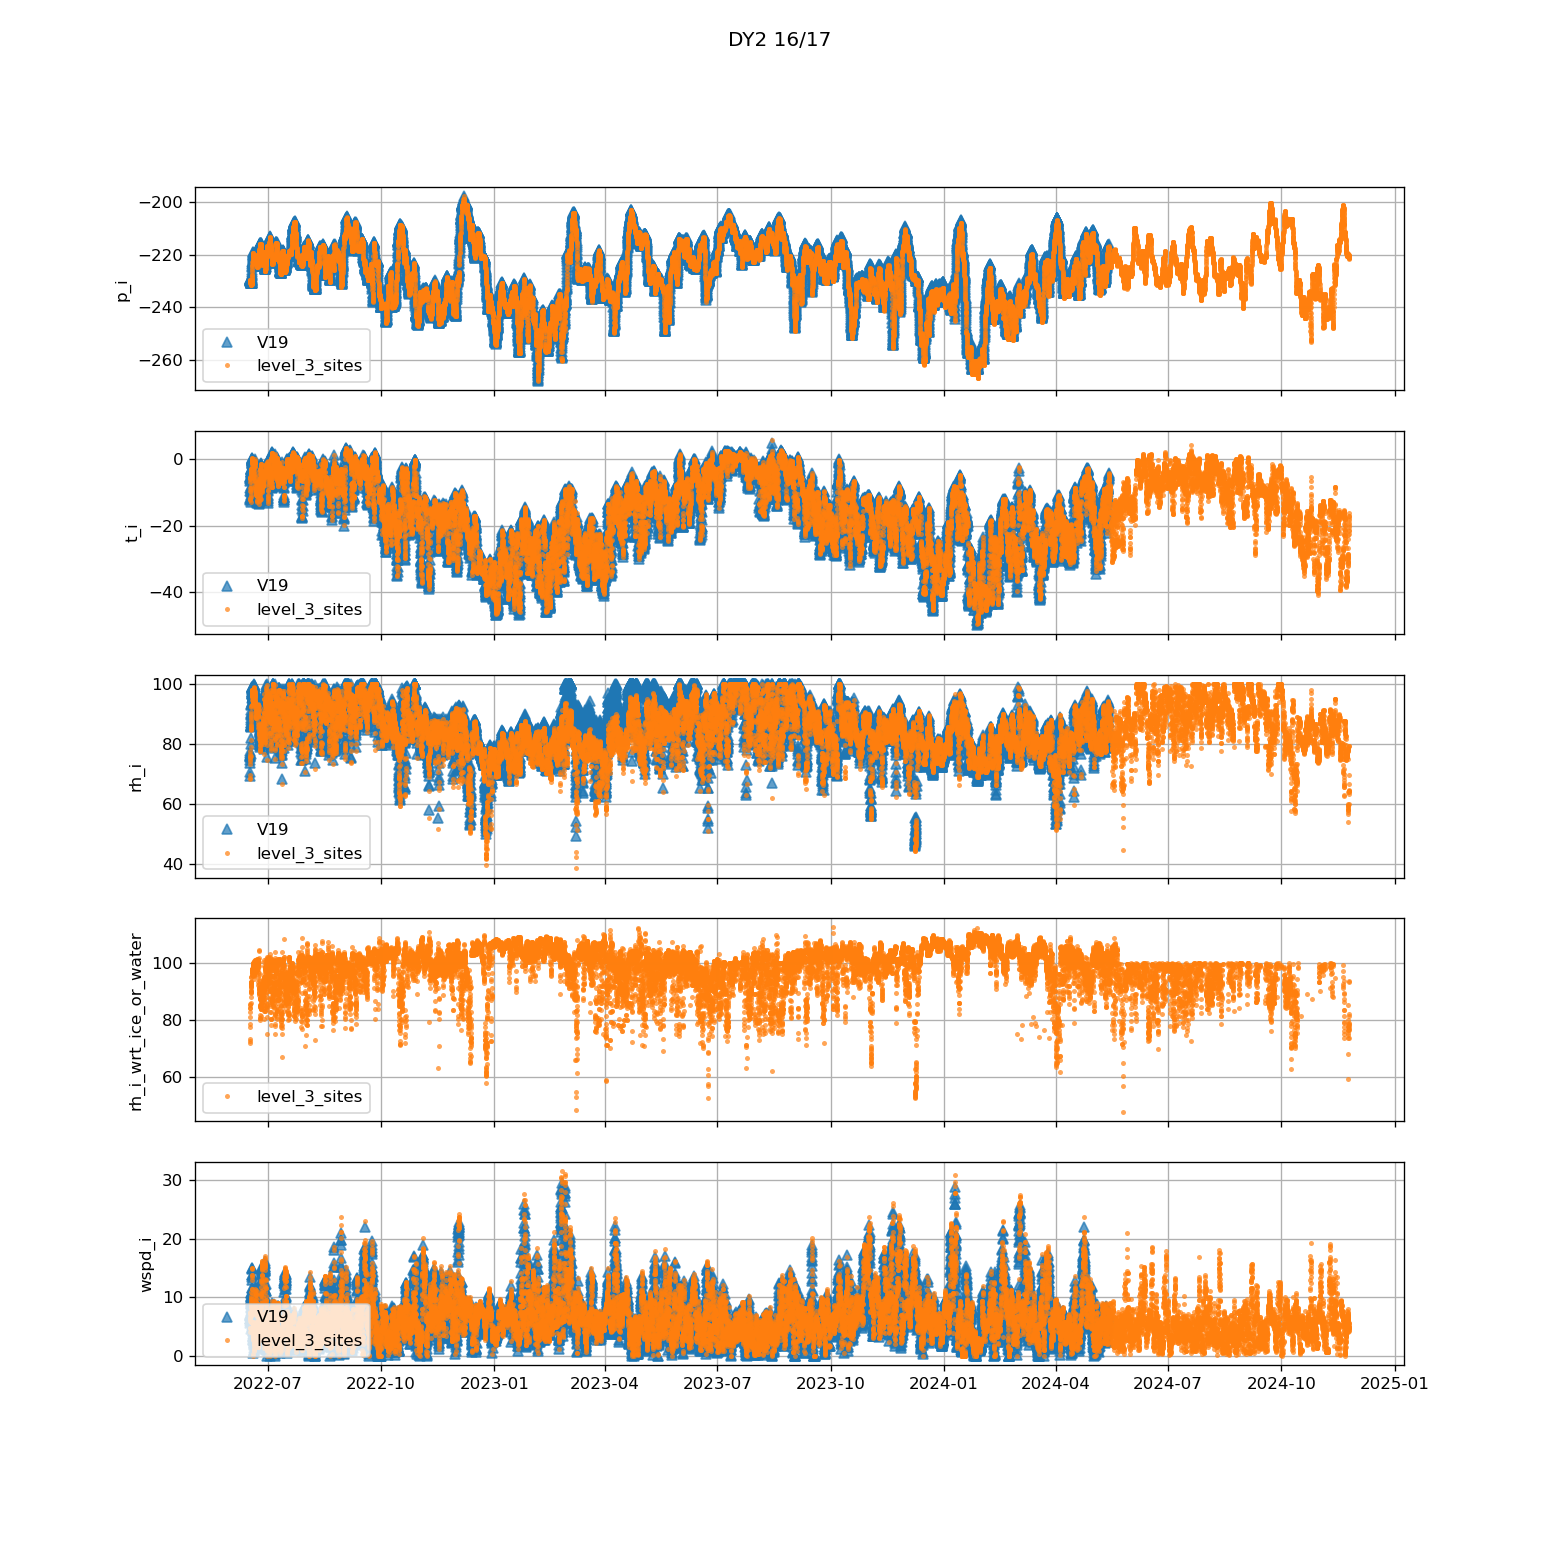 DY2 16/17
p_i
−200
−220
−240
−260
V19
level_3_sites
t_i
0
−20
−40
V19
level_3_sites
rh_i
100
80
60
40
V19
level_3_sites
rh_i_wrt_ice_or_water
100
80
60
level_3_sites
wspd_i
30
20
10
0
V19
level_3_sites
2022-07 2022-10 2023-01 2023-04 2023-07 2023-10 2024-01 2024-04 2024-07 2024-10 2025-01